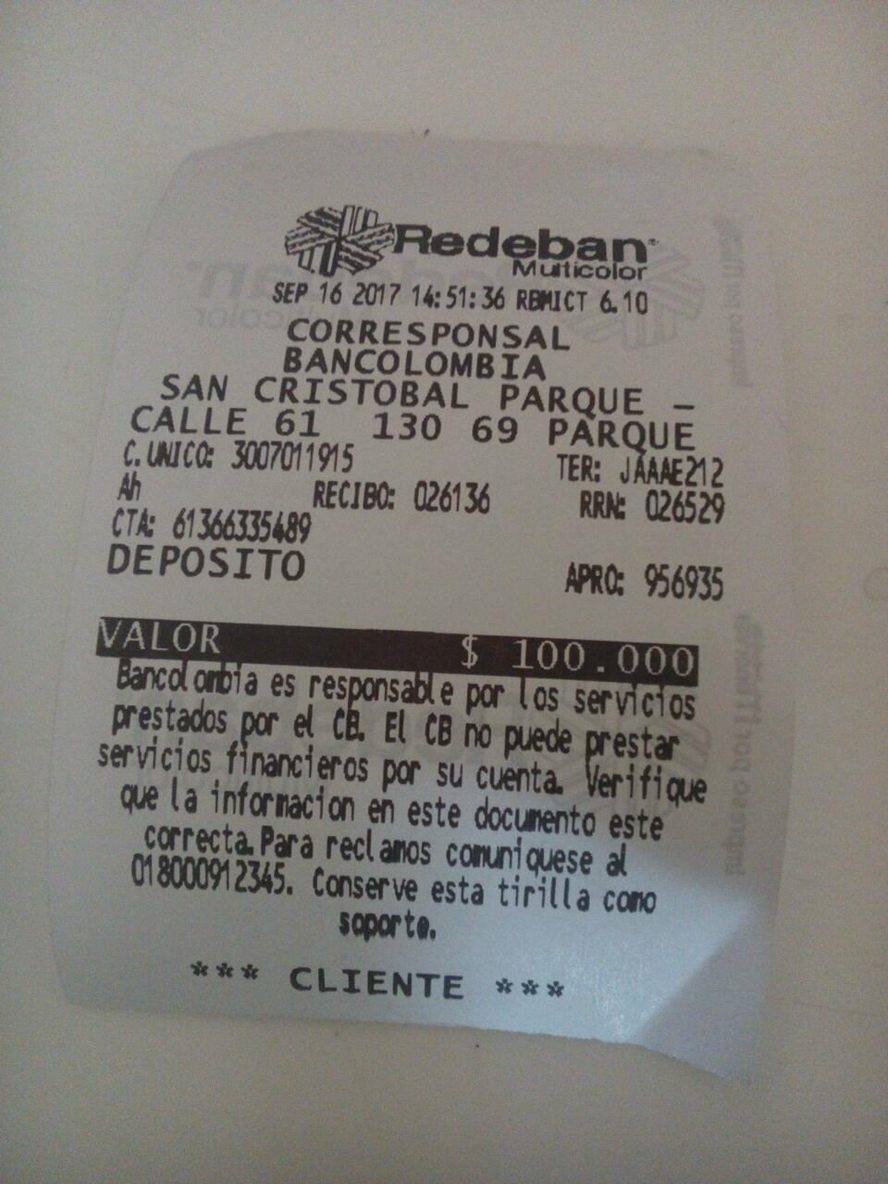 Redeban
Multicolor
SEP 16 2017 14:51:36 RBMICT 6.10
CORRESPONSAL
BANCOLOMBIA
SAN CRISTOBAL PARQUE –
CALLE 61 130 69 PARQUE
C. UNICO: 3007011915 TER: JAAAE212
Ah RECIBO: 026136 RRN: 026529
CTA: 61366335489
DEPOSITO APRO: 956935
VALOR $ 100.000
Bancolombia es responsable por los servicios
prestados por el CB. El CB no puede prestar
servicios financieros por su cuenta. Verifique
que la informacion en este documento este
correcta. Para reclamos comuniquese al
018000912345. Conserve esta tirilla como
soporte.
*** CLIENTE ***